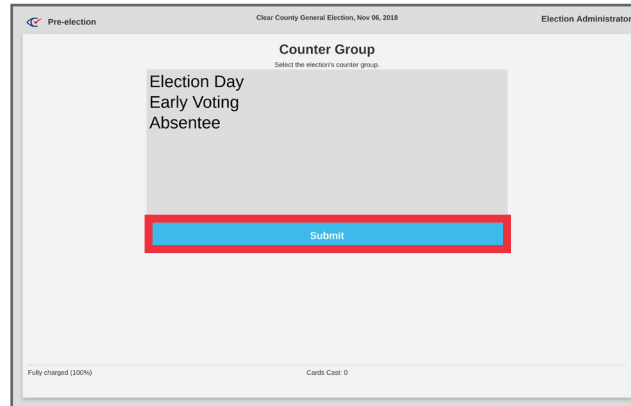 Pre-election
Clear County General Election, Nov 06, 2018
Election Administrator
Counter Group
Select the election's counter group.
Election Day
Early Voting
Absentee
Submit
Fully charged (100%)
Cards Cast: 0